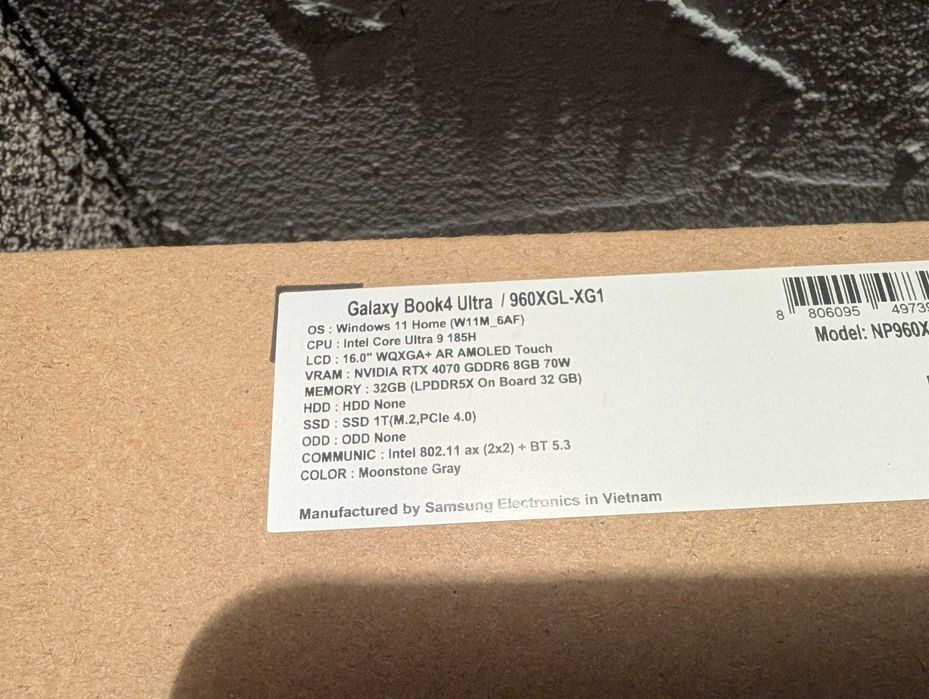 Galaxy Book4 Ultra / 960XGL-XG1
OS : Windows 11 Home (W11M_6AF)
CPU : Intel Core Ultra 9 185H
LCD : 16.0" WQXGA+ AR AMOLED Touch
VRAM : NVIDIA RTX 4070 GDDR6 8GB 70W
MEMORY : 32GB (LPDDR5X On Board 32 GB)
HDD : HDD None
SSD : SSD 1T(M.2,PCIe 4.0)
ODD : ODD None
COMMUNIC : Intel 802.11 ax (2x2) + BT 5.3
COLOR : Moonstone Gray
Manufactured by Samsung Electronics in Vietnam
8 806095 49739
Model: NP960X